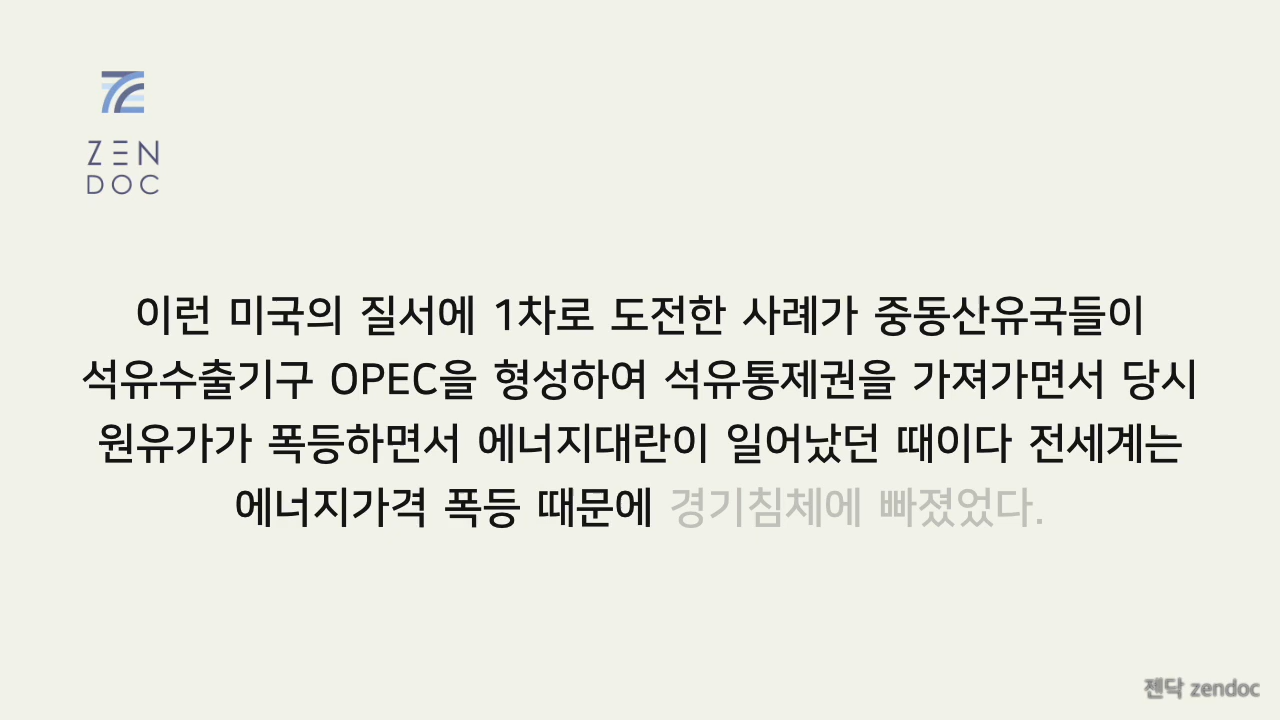 ZEN
DOC
이런 미국의 질서에 1차로 도전한 사례가 중동산유국들이
석유수출기구 OPEC을 형성하여 석유통제권을 가져가면서 당시
원유가가 폭등하면서 에너지대란이 일어났던 때이다 전세계는
에너지가격 폭등 때문에 경기침체에 빠졌었다.
젠닥 zendoc